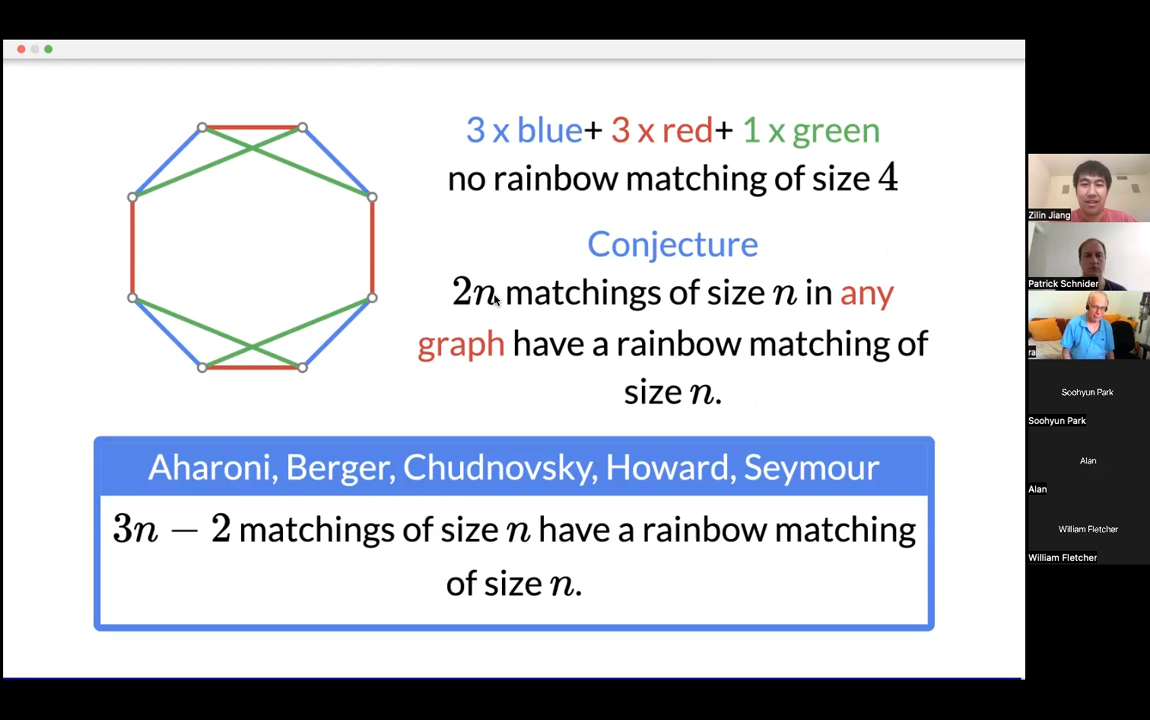 3 x blue+ 3 x red+ 1 x green
no rainbow matching of size 4
Conjecture
2n matchings of size n in any
graph have a rainbow matching of
size n.
Aharoni, Berger, Chudnovsky, Howard, Seymour
3n − 2 matchings of size n have a rainbow matching
of size n.
Zilin Jiang
Patrick Schnider
ra
Soohyun Park
Soohyun Park
Alan
Alan
William Fletcher
William Fletcher